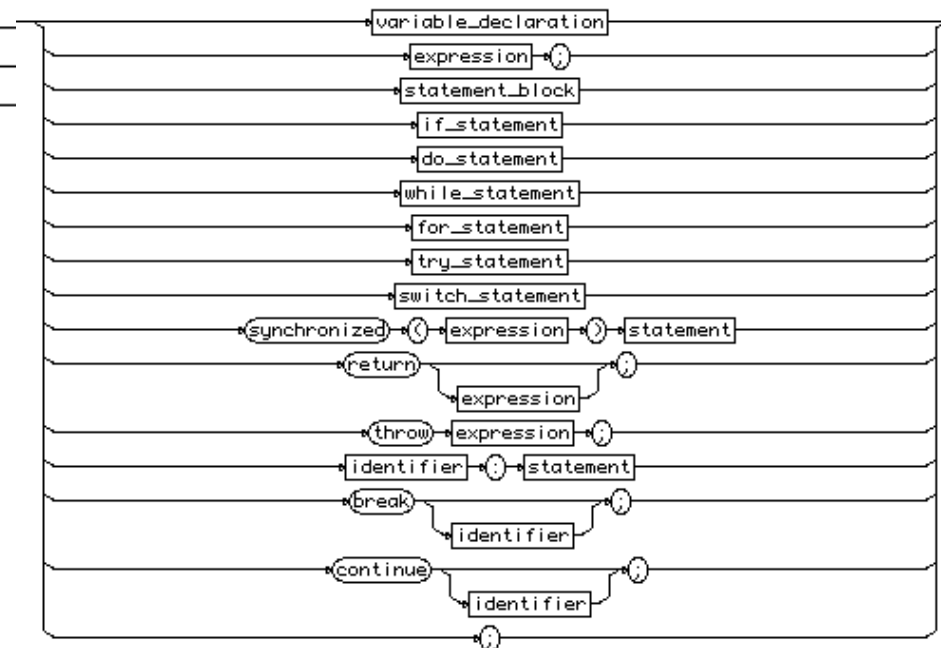 variable_declaration
expression ;
statement_block
if_statement
do_statement
while_statement
for_statement
try_statement
switch_statement
synchronized ( expression ) statement
return ;
expression
throw expression ;
identifier : statement
break ;
identifier
continue ;
identifier
;